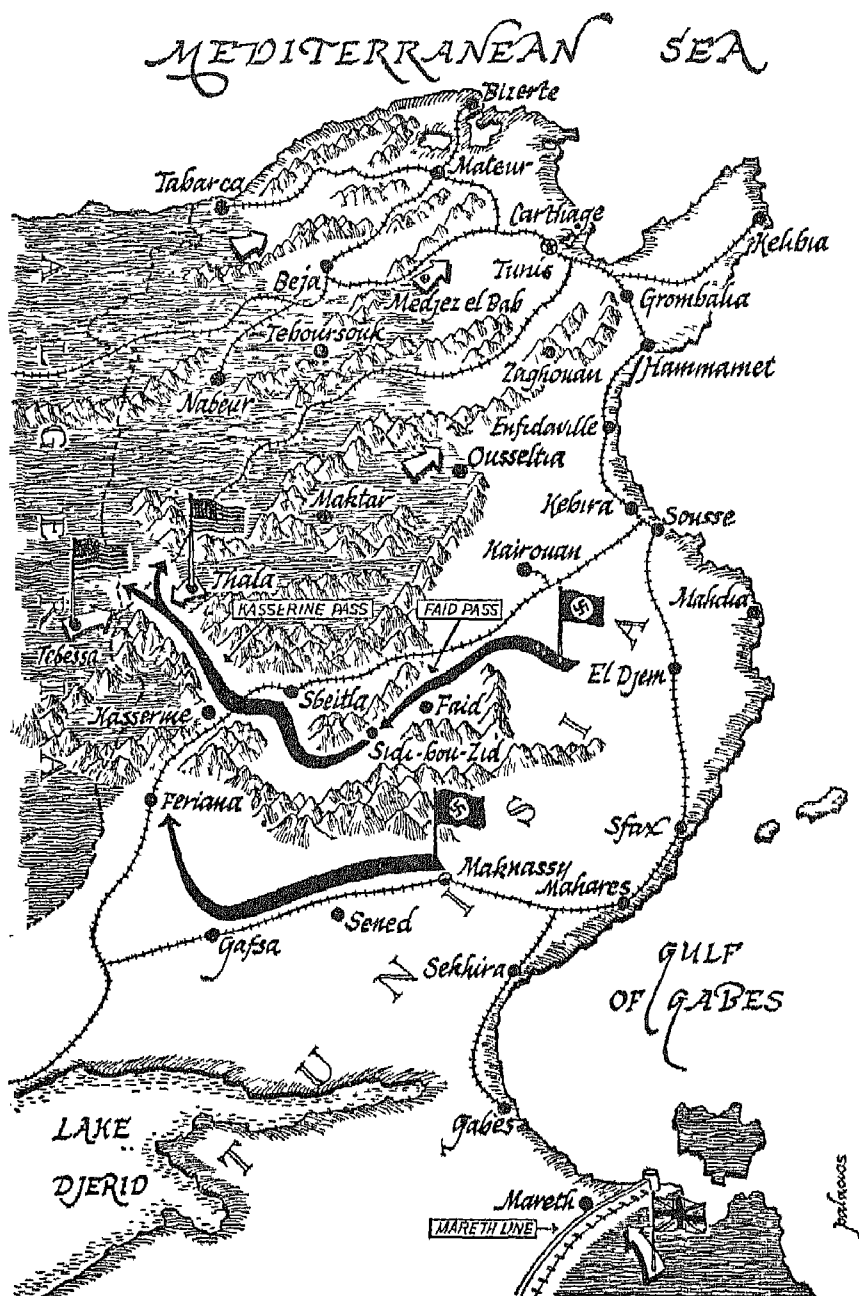 MEDITERRANEAN SEA
Bizerte
Mateur
Tabarca
Carthage
Kelibia
Tunis
Beja
Medjez el Bab
Grombalia
Teboursouk
Zaghouan
Hammamet
Nabeur
Enfidaville
Ousseltia
Maktar
Kebira
Sousse
Kairouan
Thala
KASSERINE PASS
FAID PASS
Mahdia
Tebessa
El Djem
Sbeitla
Faid
Kasserine
Sidi-bou-Zid
Feriana
Sfax
Maknassy
Mahares
Sened
Gafsa
Sekhira
GULF
OF GABES
TUNISIA
LAKE
DJERID
Gabès
Mareth
MARETH LINE
palacios